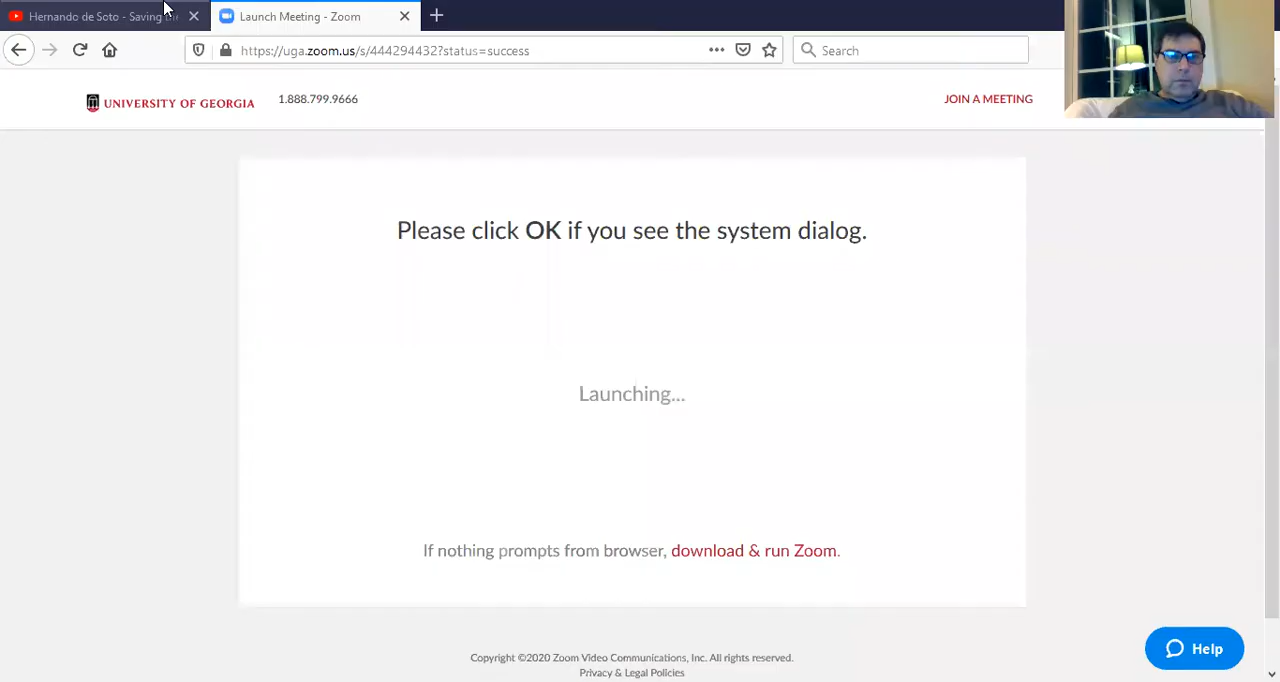 Hernando de Soto - Saving
Launch Meeting - Zoom
https://uga.zoom.us/s/444294432?status=success
Search
UNIVERSITY OF GEORGIA
1.888.799.9666
JOIN A MEETING
Please click OK if you see the system dialog.
Launching...
If nothing prompts from browser, download & run Zoom.
Help
Copyright ©2020 Zoom Video Communications, Inc. All rights reserved.
Privacy & Legal Policies